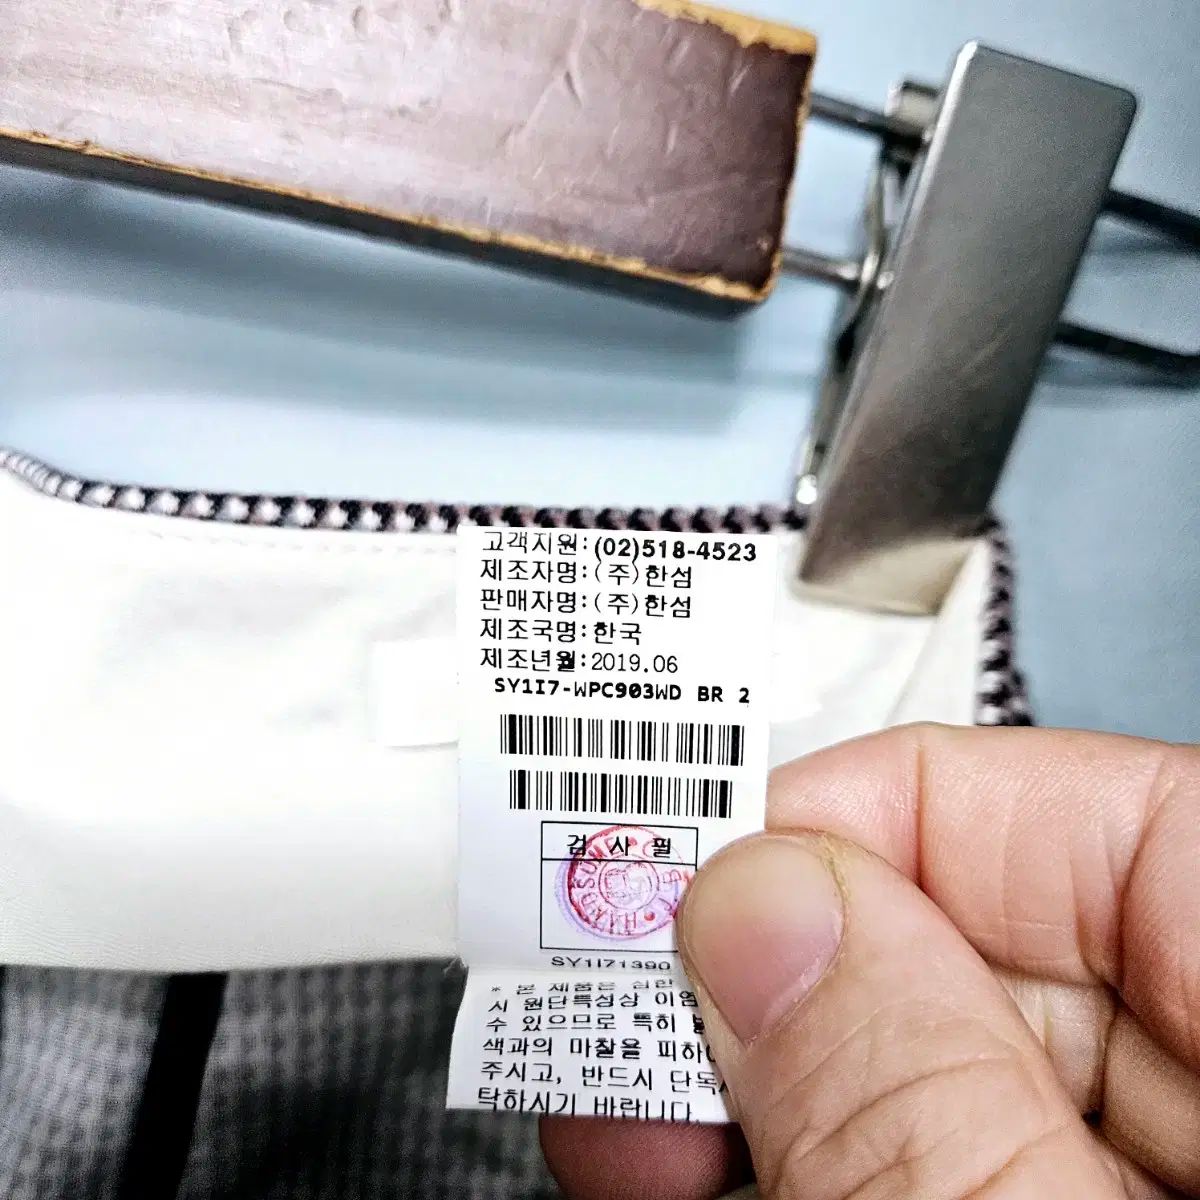 고객지원:(02)518-4523
제조자명:(주)한섬
판매자명:(주)한섬
제조국명:한국
제조년월:2019.06
SY1I7-WPC903WD BR 2
검 사 필
HANDSOME
SY1I71390
* 본 제품은 심한
시 원단특성상 이염
수 있으므로 특히
색과의 마찰을 피하
주시고, 반드시 단독
탁하시기 바랍니다.